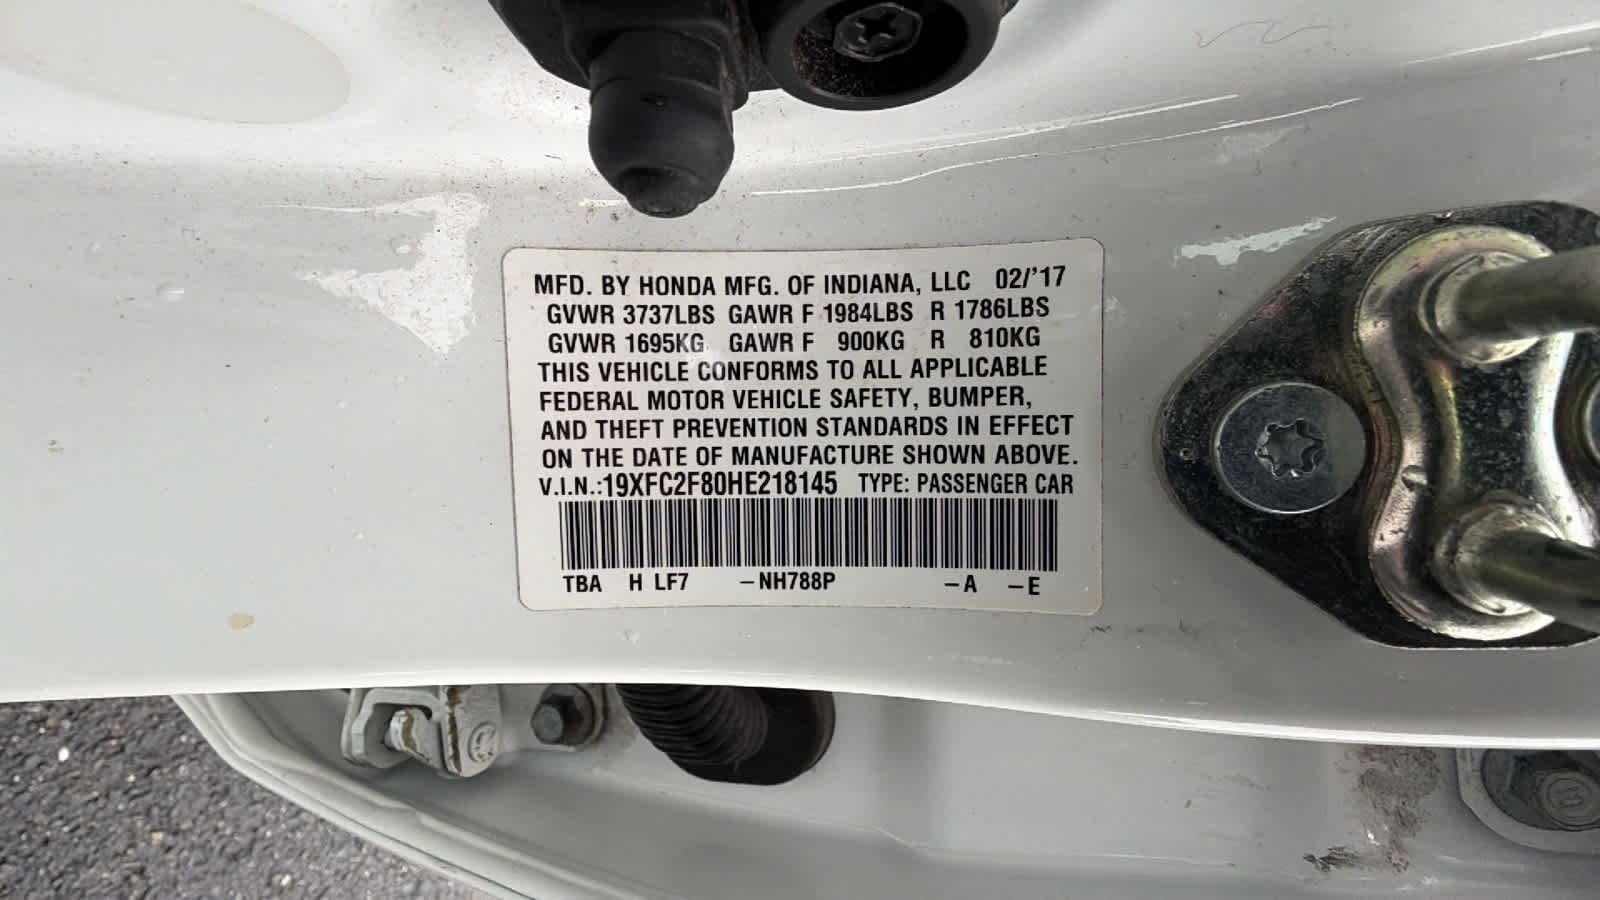 MFD. BY HONDA MFG. OF INDIANA, LLC 02/'17
GVWR 3737LBS GAWR F 1984LBS R 1786LBS
GVWR 1695KG GAWR F 900KG R 810KG
THIS VEHICLE CONFORMS TO ALL APPLICABLE
FEDERAL MOTOR VEHICLE SAFETY, BUMPER,
AND THEFT PREVENTION STANDARDS IN EFFECT
ON THE DATE OF MANUFACTURE SHOWN ABOVE.
V.I.N.:19XFC2F80HE218145 TYPE: PASSENGER CAR
TBA H LF7 –NH788P –A –E